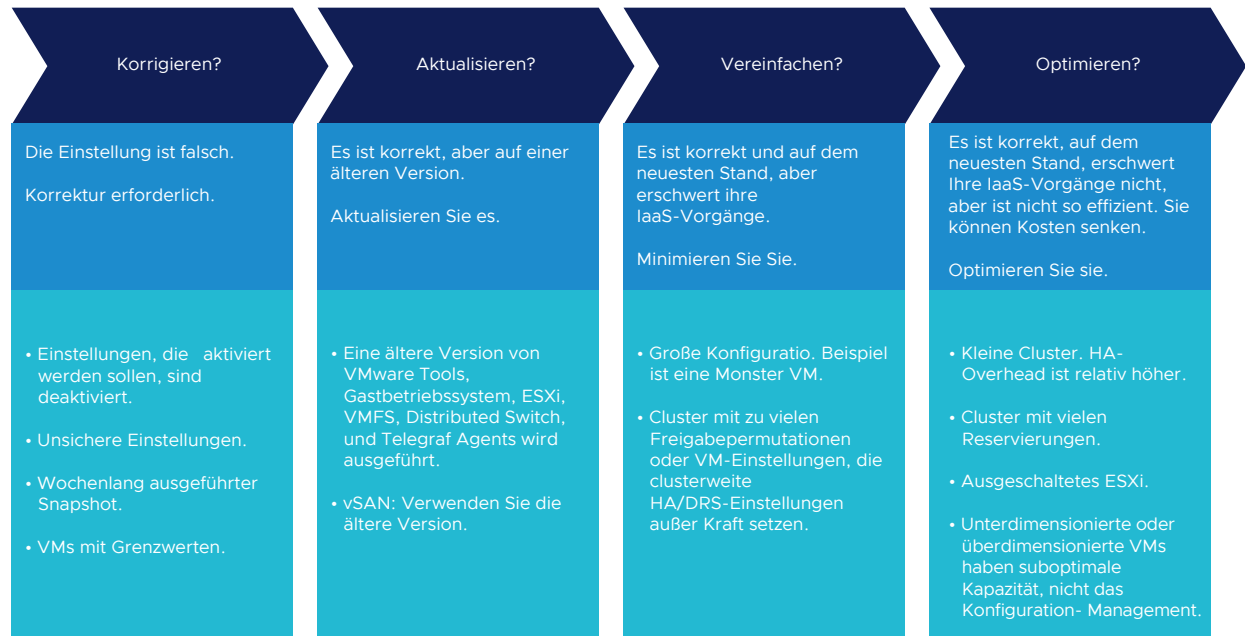 Korrigieren?
Die Einstellung ist falsch.
Korrektur erforderlich.
• Einstellungen, die aktiviert
werden sollen, sind
deaktiviert.
• Unsichere Einstellungen.
• Wochenlang ausgeführter
Snapshot.
• VMs mit Grenzwerten.
Aktualisieren?
Es ist korrekt, aber auf einer
älteren Version.
Aktualisieren Sie es.
• Eine ältere Version von
VMware Tools,
Gastbetriebssystem, ESXi,
VMFS, Distributed Switch,
und Telegraf Agents wird
ausgeführt.
• vSAN: Verwenden Sie die
ältere Version.
Vereinfachen?
Es ist korrekt und auf dem
neuesten Stand, aber
erschwert ihre
IaaS-Vorgänge.
Minimieren Sie Sie.
• Große Konfiguratio. Beispiel
ist eine Monster VM.
• Cluster mit zu vielen
Freigabepermutationen
oder VM-Einstellungen, die
clusterweite
HA/DRS-Einstellungen
außer Kraft setzen.
Optimieren?
Es ist korrekt, auf dem
neuesten Stand, erschwert
Ihre IaaS-Vorgänge nicht,
aber ist nicht so effizient. Sie
können Kosten senken.
Optimieren Sie sie.
• Kleine Cluster. HA-
Overhead ist relativ höher.
• Cluster mit vielen
Reservierungen.
• Ausgeschaltetes ESXi.
• Unterdimensionierte oder
überdimensionierte VMs
haben suboptimale
Kapazität, nicht das
Konfiguration- Management.